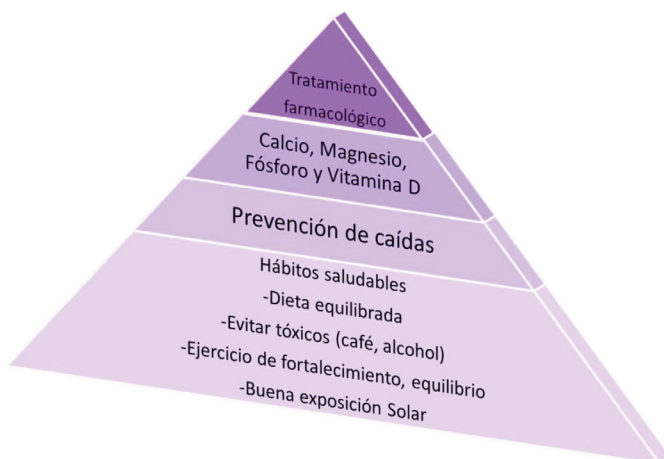 Tratamiento
farmacológico
Calcio, Magnesio,
Fósforo y Vitamina D
Prevención de caídas
Hábitos saludables
-Dieta equilibrada
-Evitar tóxicos (café, alcohol)
-Ejercicio de fortalecimiento, equilibrio
-Buena exposición Solar